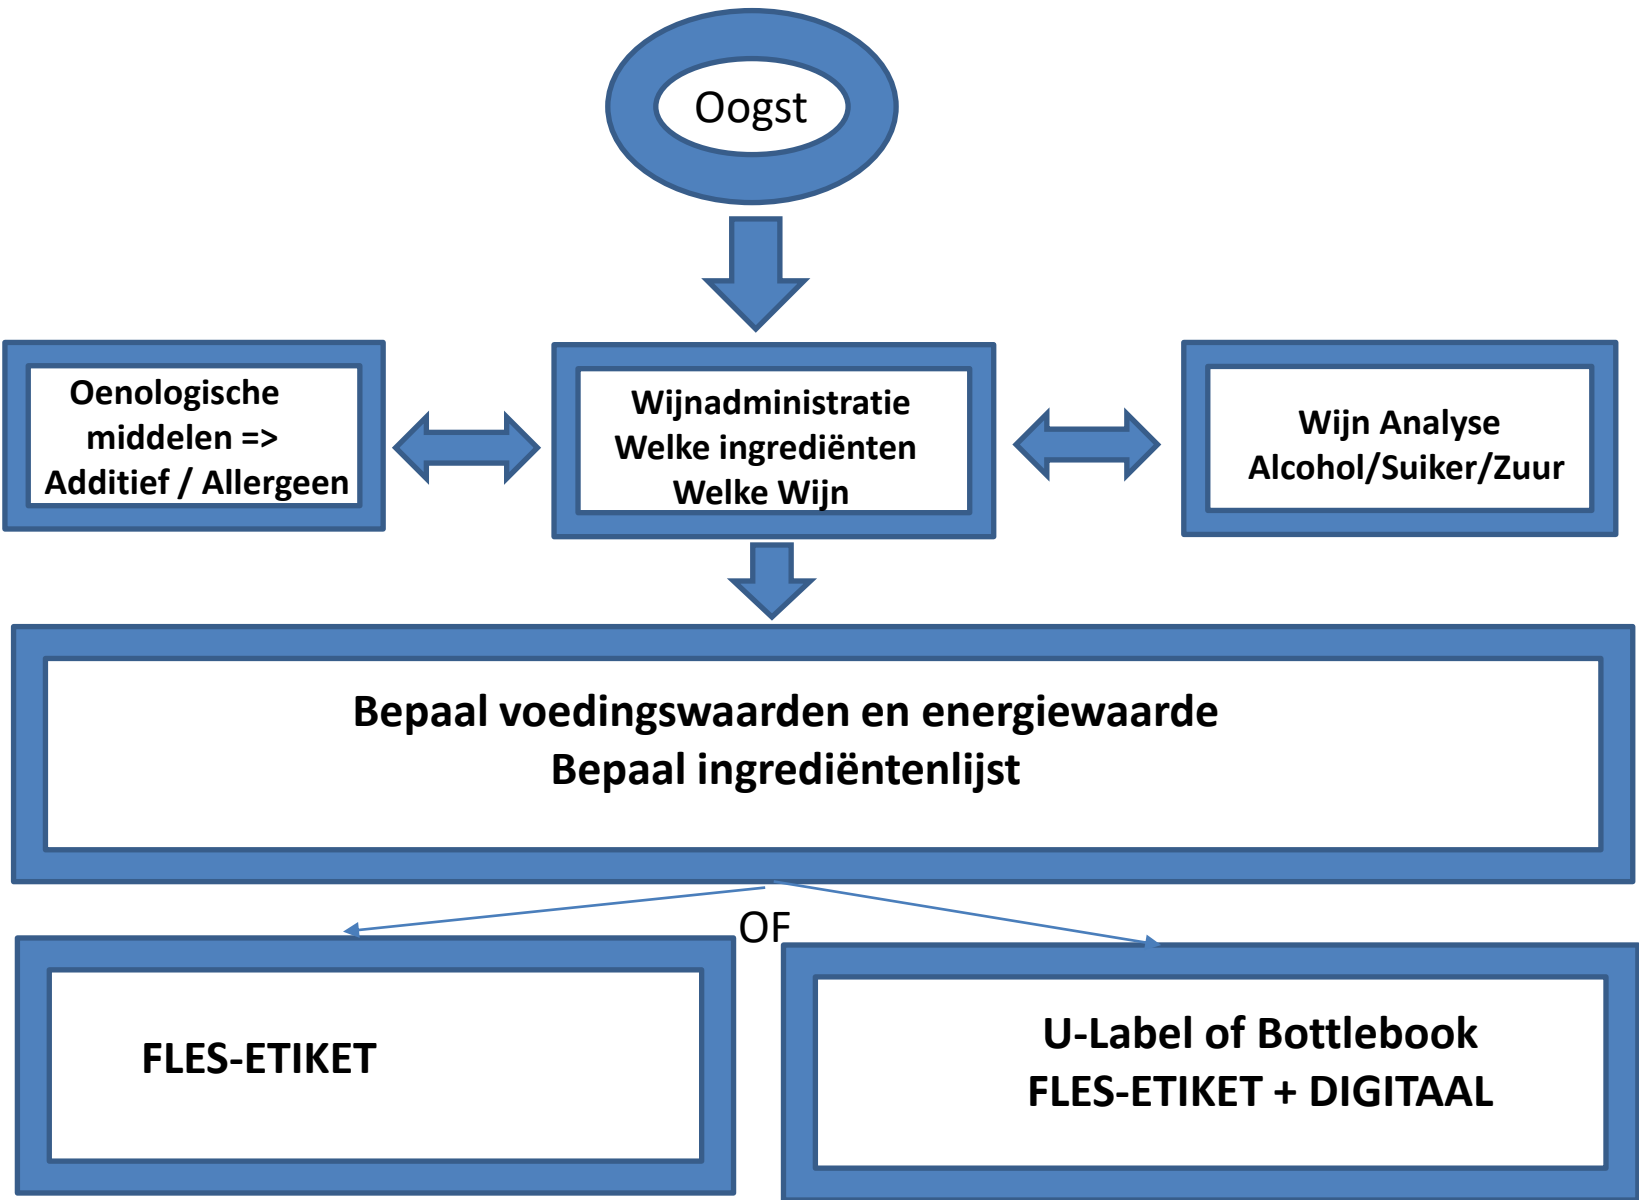 Oogst
Oenologische
middelen =>
Additief / Allergeen
Wijnadministratie
Welke ingrediënten
Welke Wijn
Wijn Analyse
Alcohol/Suiker/Zuur
Bepaal voedingswaarden en energiewaarde
Bepaal ingrediëntenlijst
OF
FLES-ETIKET
U-Label of Bottlebook
FLES-ETIKET + DIGITAAL